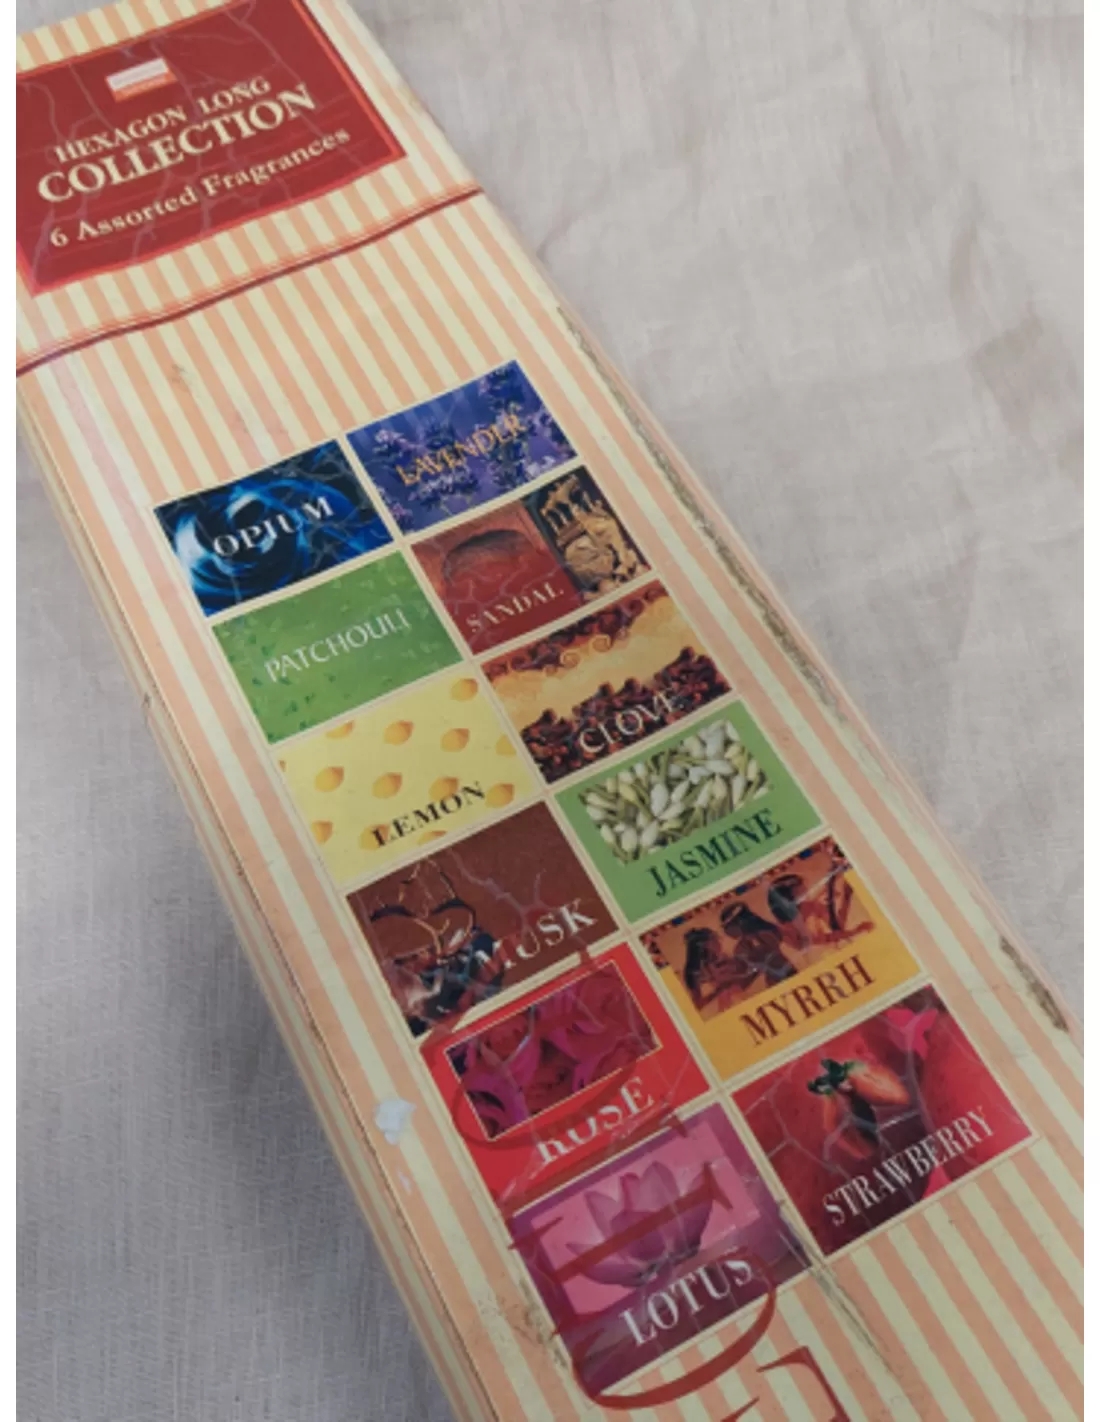 HEXAGON LONG
COLLECTION
6 Assorted Fragrances
LAVENDER
OPIUM
SANDAL
PATCHOULI
CLOVE
LEMON
JASMINE
MUSK
MYRRH
ROSE
STRAWBERRY
LOTUS